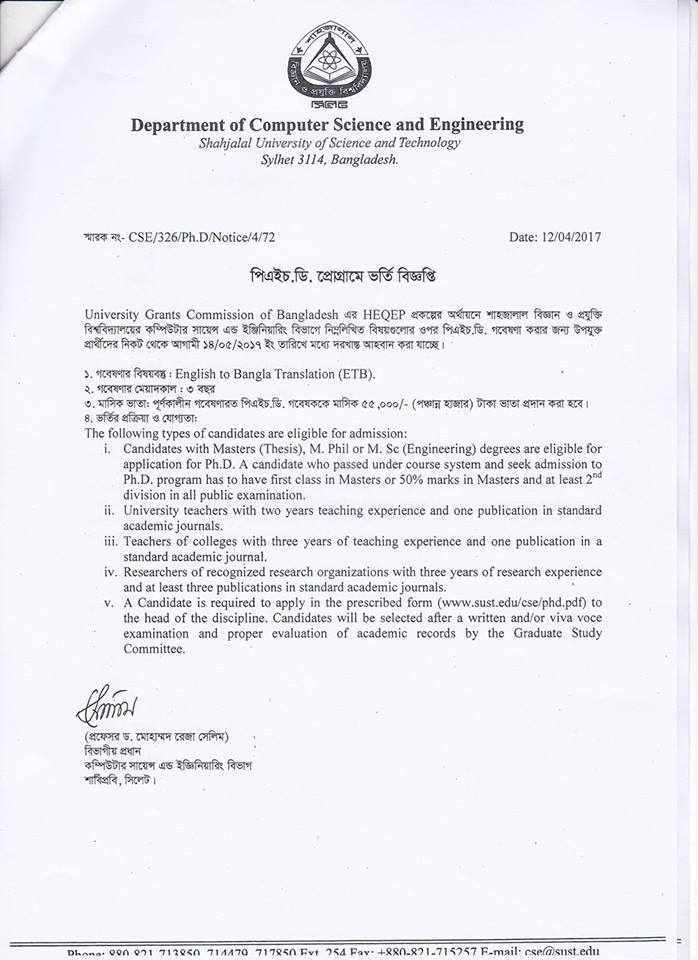 শাহজালাল
বিজ্ঞান ও প্রযুক্তি বিশ্ববিদ্যালয়
সিলেট
Department of Computer Science and Engineering
Shahjalal University of Science and Technology
Sylhet 3114, Bangladesh.
স্মারক নং- CSE/326/Ph.D/Notice/4/72 Date: 12/04/2017
পিএইচ.ডি. প্রোগ্রামে ভর্তি বিজ্ঞপ্তি
University Grants Commission of Bangladesh এর HEQEP প্রকল্পের অর্থায়নে শাহজালাল বিজ্ঞান ও প্রযুক্তি
বিশ্ববিদ্যালয়ের কম্পিউটার সায়েন্স এন্ড ইঞ্জিনিয়ারিং বিভাগে নিম্নলিখিত বিষয়গুলোর ওপর পিএইচ.ডি. গবেষণা করার জন্য উপযুক্ত
প্রার্থীদের নিকট থেকে আগামী ১৪/০৫/২০১৭ ইং তারিখে মধ্যে দরখাস্ত আহবান করা যাচ্ছে।
১. গবেষণার বিষয়বস্তু : English to Bangla Translation (ETB).
২. গবেষণার মেয়াদকাল : ৩ বছর
৩. মাসিক ভাতা: পূর্ণকালীন গবেষণারত পিএইচ.ডি. গবেষককে মাসিক ৫৫,০০০/- (পঞ্চান্ন হাজার) টাকা ভাতা প্রদান করা হবে।
৪. ভর্তির প্রক্রিয়া ও যোগ্যতা:
The following types of candidates are eligible for admission:
i. Candidates with Masters (Thesis), M. Phil or M. Sc (Engineering) degrees are eligible for
application for Ph.D. A candidate who passed under course system and seek admission to
Ph.D. program has to have first class in Masters or 50% marks in Masters and at least 2nd
division in all public examination.
ii. University teachers with two years teaching experience and one publication in standard
academic journals.
iii. Teachers of colleges with three years of teaching experience and one publication in a
standard academic journal.
iv. Researchers of recognized research organizations with three years of research experience
and at least three publications in standard academic journals.
v. A Candidate is required to apply in the prescribed form (www.sust.edu/cse/phd.pdf) to
the head of the discipline. Candidates will be selected after a written and/or viva voce
examination and proper evaluation of academic records by the Graduate Study
Committee.
(প্রফেসর ড. মোহাম্মদ রেজা সেলিম)
বিভাগীয় প্রধান
কম্পিউটার সায়েন্স এন্ড ইঞ্জিনিয়ারিং বিভাগ
শাবিপ্রবি, সিলেট।
Phone: 880-821-713850, 714479, 717850 Ext. 254 Fax: +880-821-715257 E-mail: cse@sust.edu